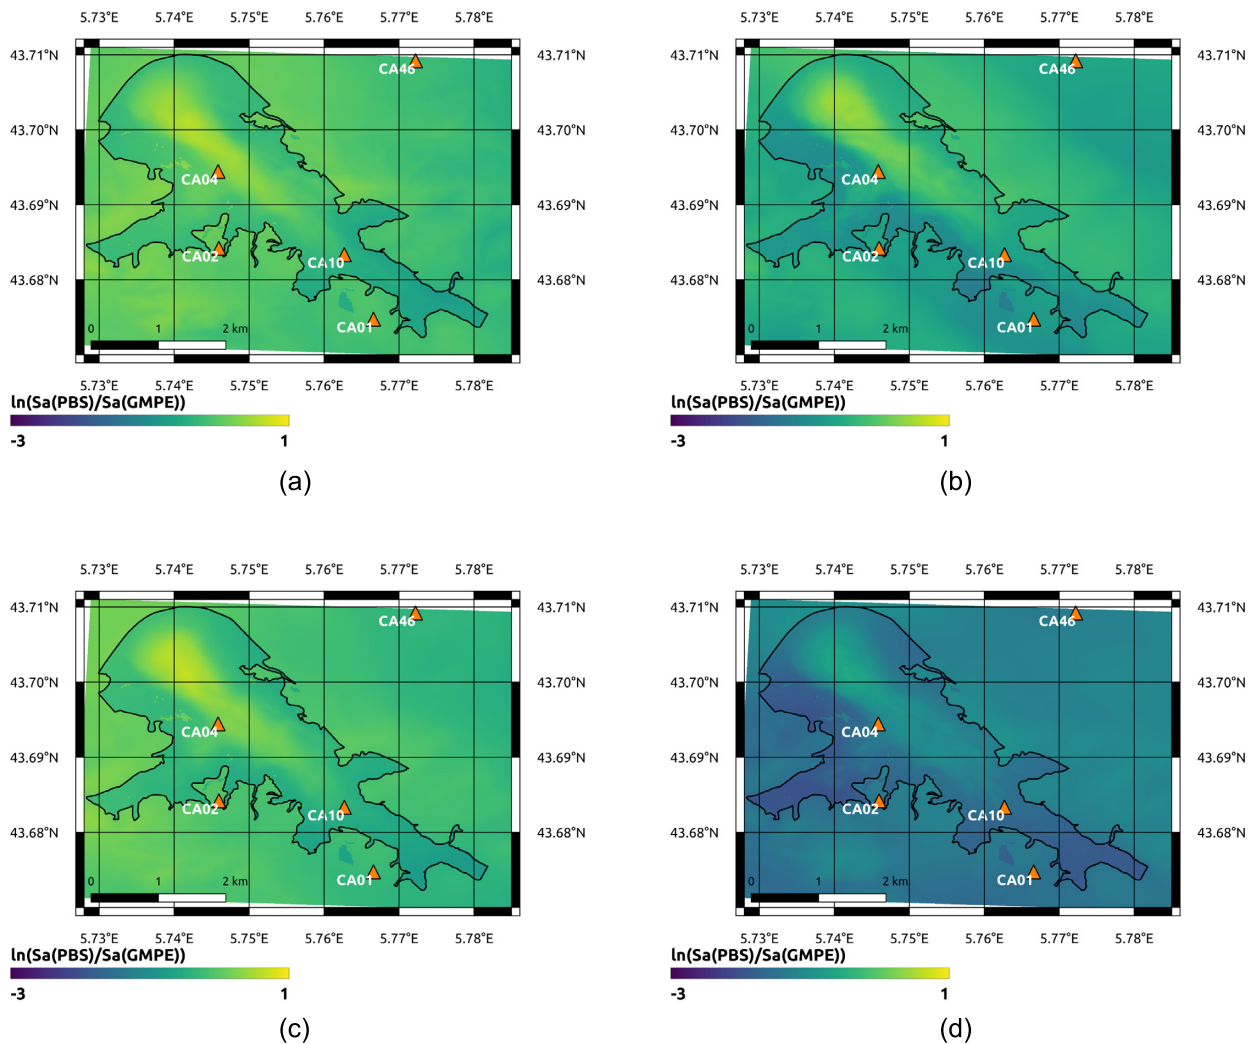 5.73°E 5.74°E 5.75°E 5.76°E 5.77°E 5.78°E
43.71°N 43.71°N
CA46
43.70°N 43.70°N
CA04
43.69°N 43.69°N
CA02
CA10
43.68°N 43.68°N
CA01
0 1 2 km
5.73°E 5.74°E 5.75°E 5.76°E 5.77°E 5.78°E
ln(Sa(PBS)/Sa(GMPE))
-3 1
(a)
5.73°E 5.74°E 5.75°E 5.76°E 5.77°E 5.78°E
43.71°N 43.71°N
CA46
43.70°N 43.70°N
CA04
43.69°N 43.69°N
CA02
CA10
43.68°N 43.68°N
CA01
0 1 2 km
5.73°E 5.74°E 5.75°E 5.76°E 5.77°E 5.78°E
ln(Sa(PBS)/Sa(GMPE))
-3 1
(b)
5.73°E 5.74°E 5.75°E 5.76°E 5.77°E 5.78°E
43.71°N 43.71°N
CA46
43.70°N 43.70°N
CA04
43.69°N 43.69°N
CA02
CA10
43.68°N 43.68°N
CA01
0 1 2 km
5.73°E 5.74°E 5.75°E 5.76°E 5.77°E 5.78°E
ln(Sa(PBS)/Sa(GMPE))
-3 1
(c)
5.73°E 5.74°E 5.75°E 5.76°E 5.77°E 5.78°E
43.71°N 43.71°N
CA46
43.70°N 43.70°N
CA04
43.69°N 43.69°N
CA02
CA10
43.68°N 43.68°N
CA01
0 1 2 km
5.73°E 5.74°E 5.75°E 5.76°E 5.77°E 5.78°E
ln(Sa(PBS)/Sa(GMPE))
-3 1
(d)